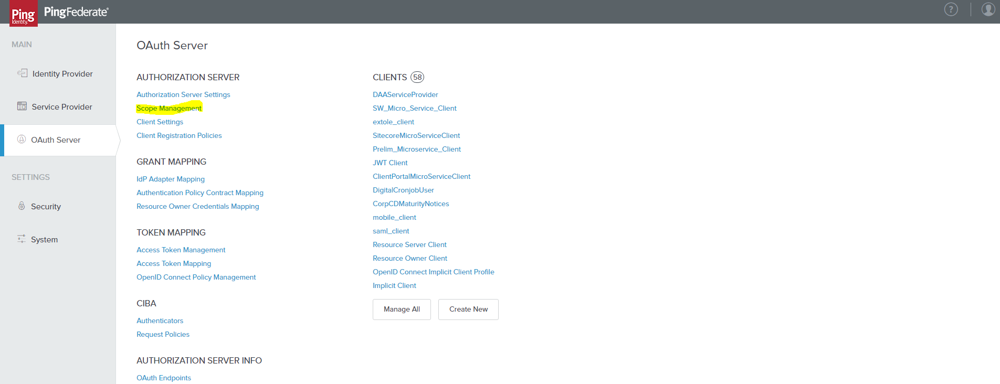 Ping
Identity.
PingFederate®
?
MAIN
Identity Provider
Service Provider
OAuth Server
SETTINGS
Security
System
OAuth Server
AUTHORIZATION SERVER
Authorization Server Settings
Scope Management
Client Settings
Client Registration Policies
GRANT MAPPING
IdP Adapter Mapping
Authentication Policy Contract Mapping
Resource Owner Credentials Mapping
TOKEN MAPPING
Access Token Management
Access Token Mapping
OpenID Connect Policy Management
CIBA
Authenticators
Request Policies
AUTHORIZATION SERVER INFO
OAuth Endpoints
CLIENTS 58
DAAServiceProvider
SW_Micro_Service_Client
extole_client
SitecoreMicroServiceClient
Prelim_Microservice_Client
JWT Client
ClientPortalMicroServiceClient
DigitalCronjobUser
CorpCDMaturityNotices
mobile_client
saml_client
Resource Server Client
Resource Owner Client
OpenID Connect Implicit Client Profile
Implicit Client
Manage All
Create New